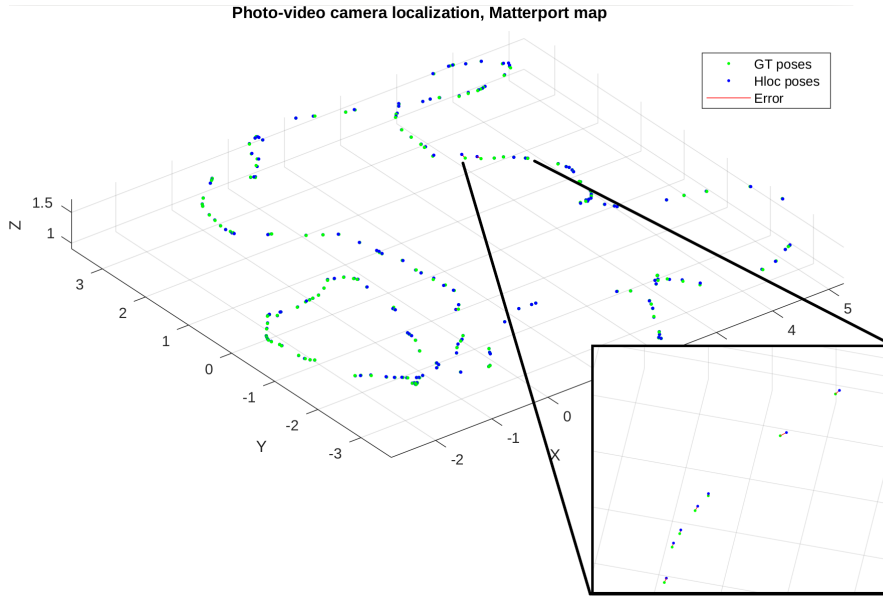 Photo-video camera localization, Matterport map
GT poses
Hloc poses
Error
1.5
1
Z
3
2
1
0
-1
-2
-3
Y
-2
-1
0
X
4
5